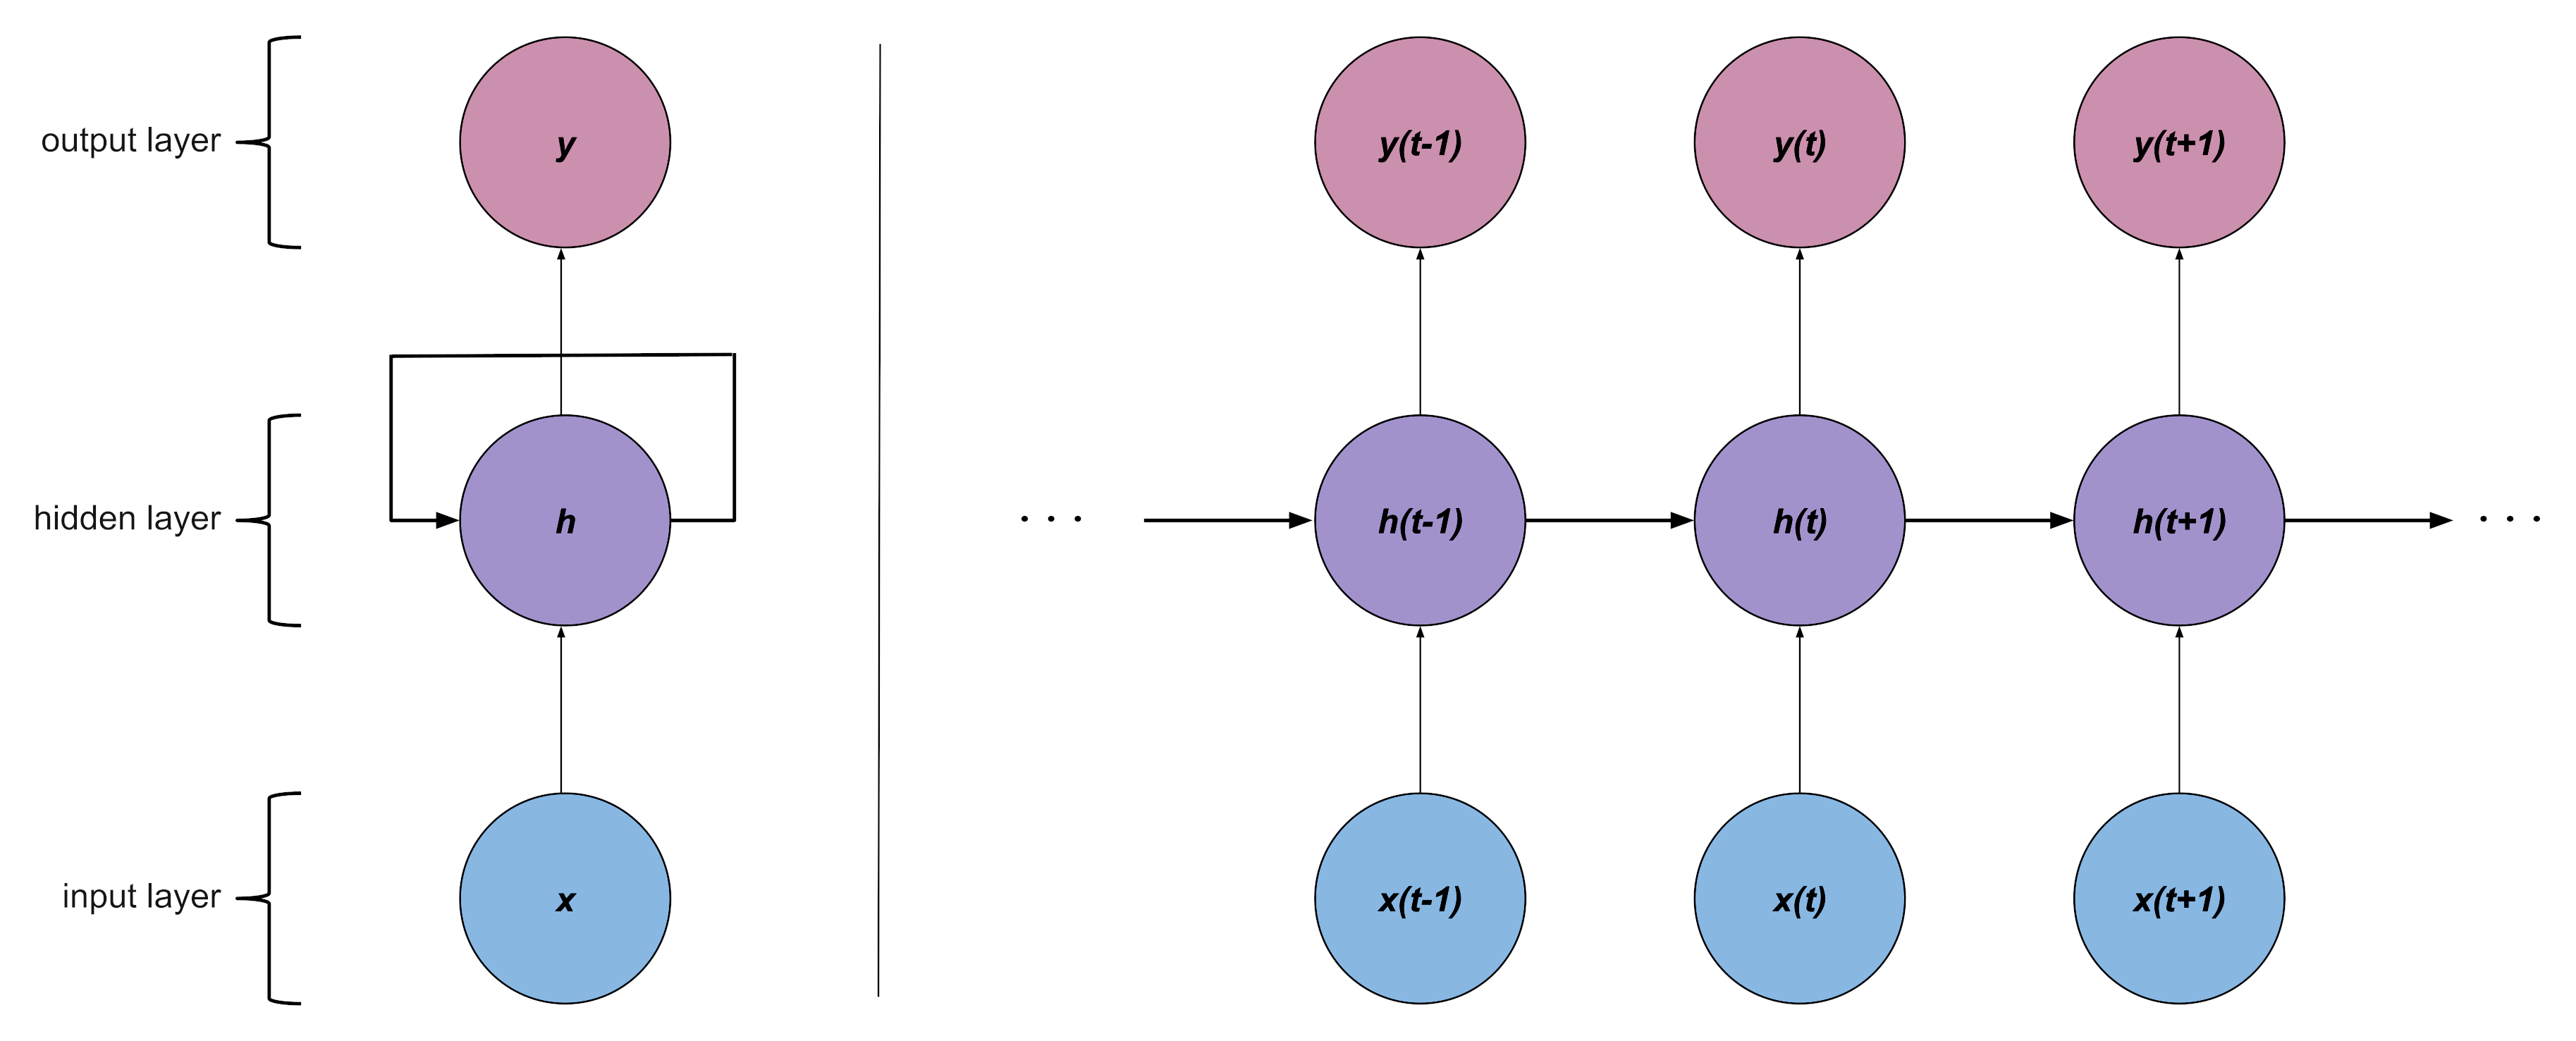 output layer
y
y(t-1)
y(t)
y(t+1)
hidden layer
h
. . .
h(t-1)
h(t)
h(t+1)
. . .
input layer
x
x(t-1)
x(t)
x(t+1)